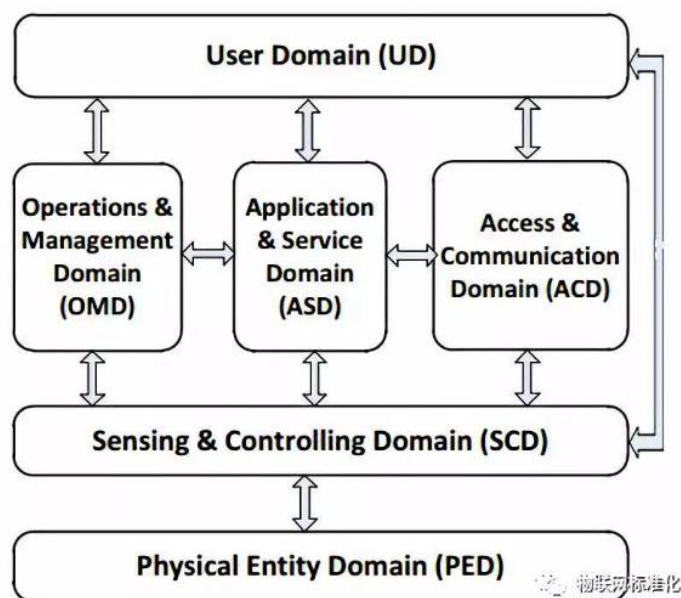 User Domain (UD)
Operations &
Management
Domain
(OMD)
Application
& Service
Domain
(ASD)
Access &
Communication
Domain (ACD)
Sensing & Controlling Domain (SCD)
Physical Entity Domain (PED)
物联网标准化